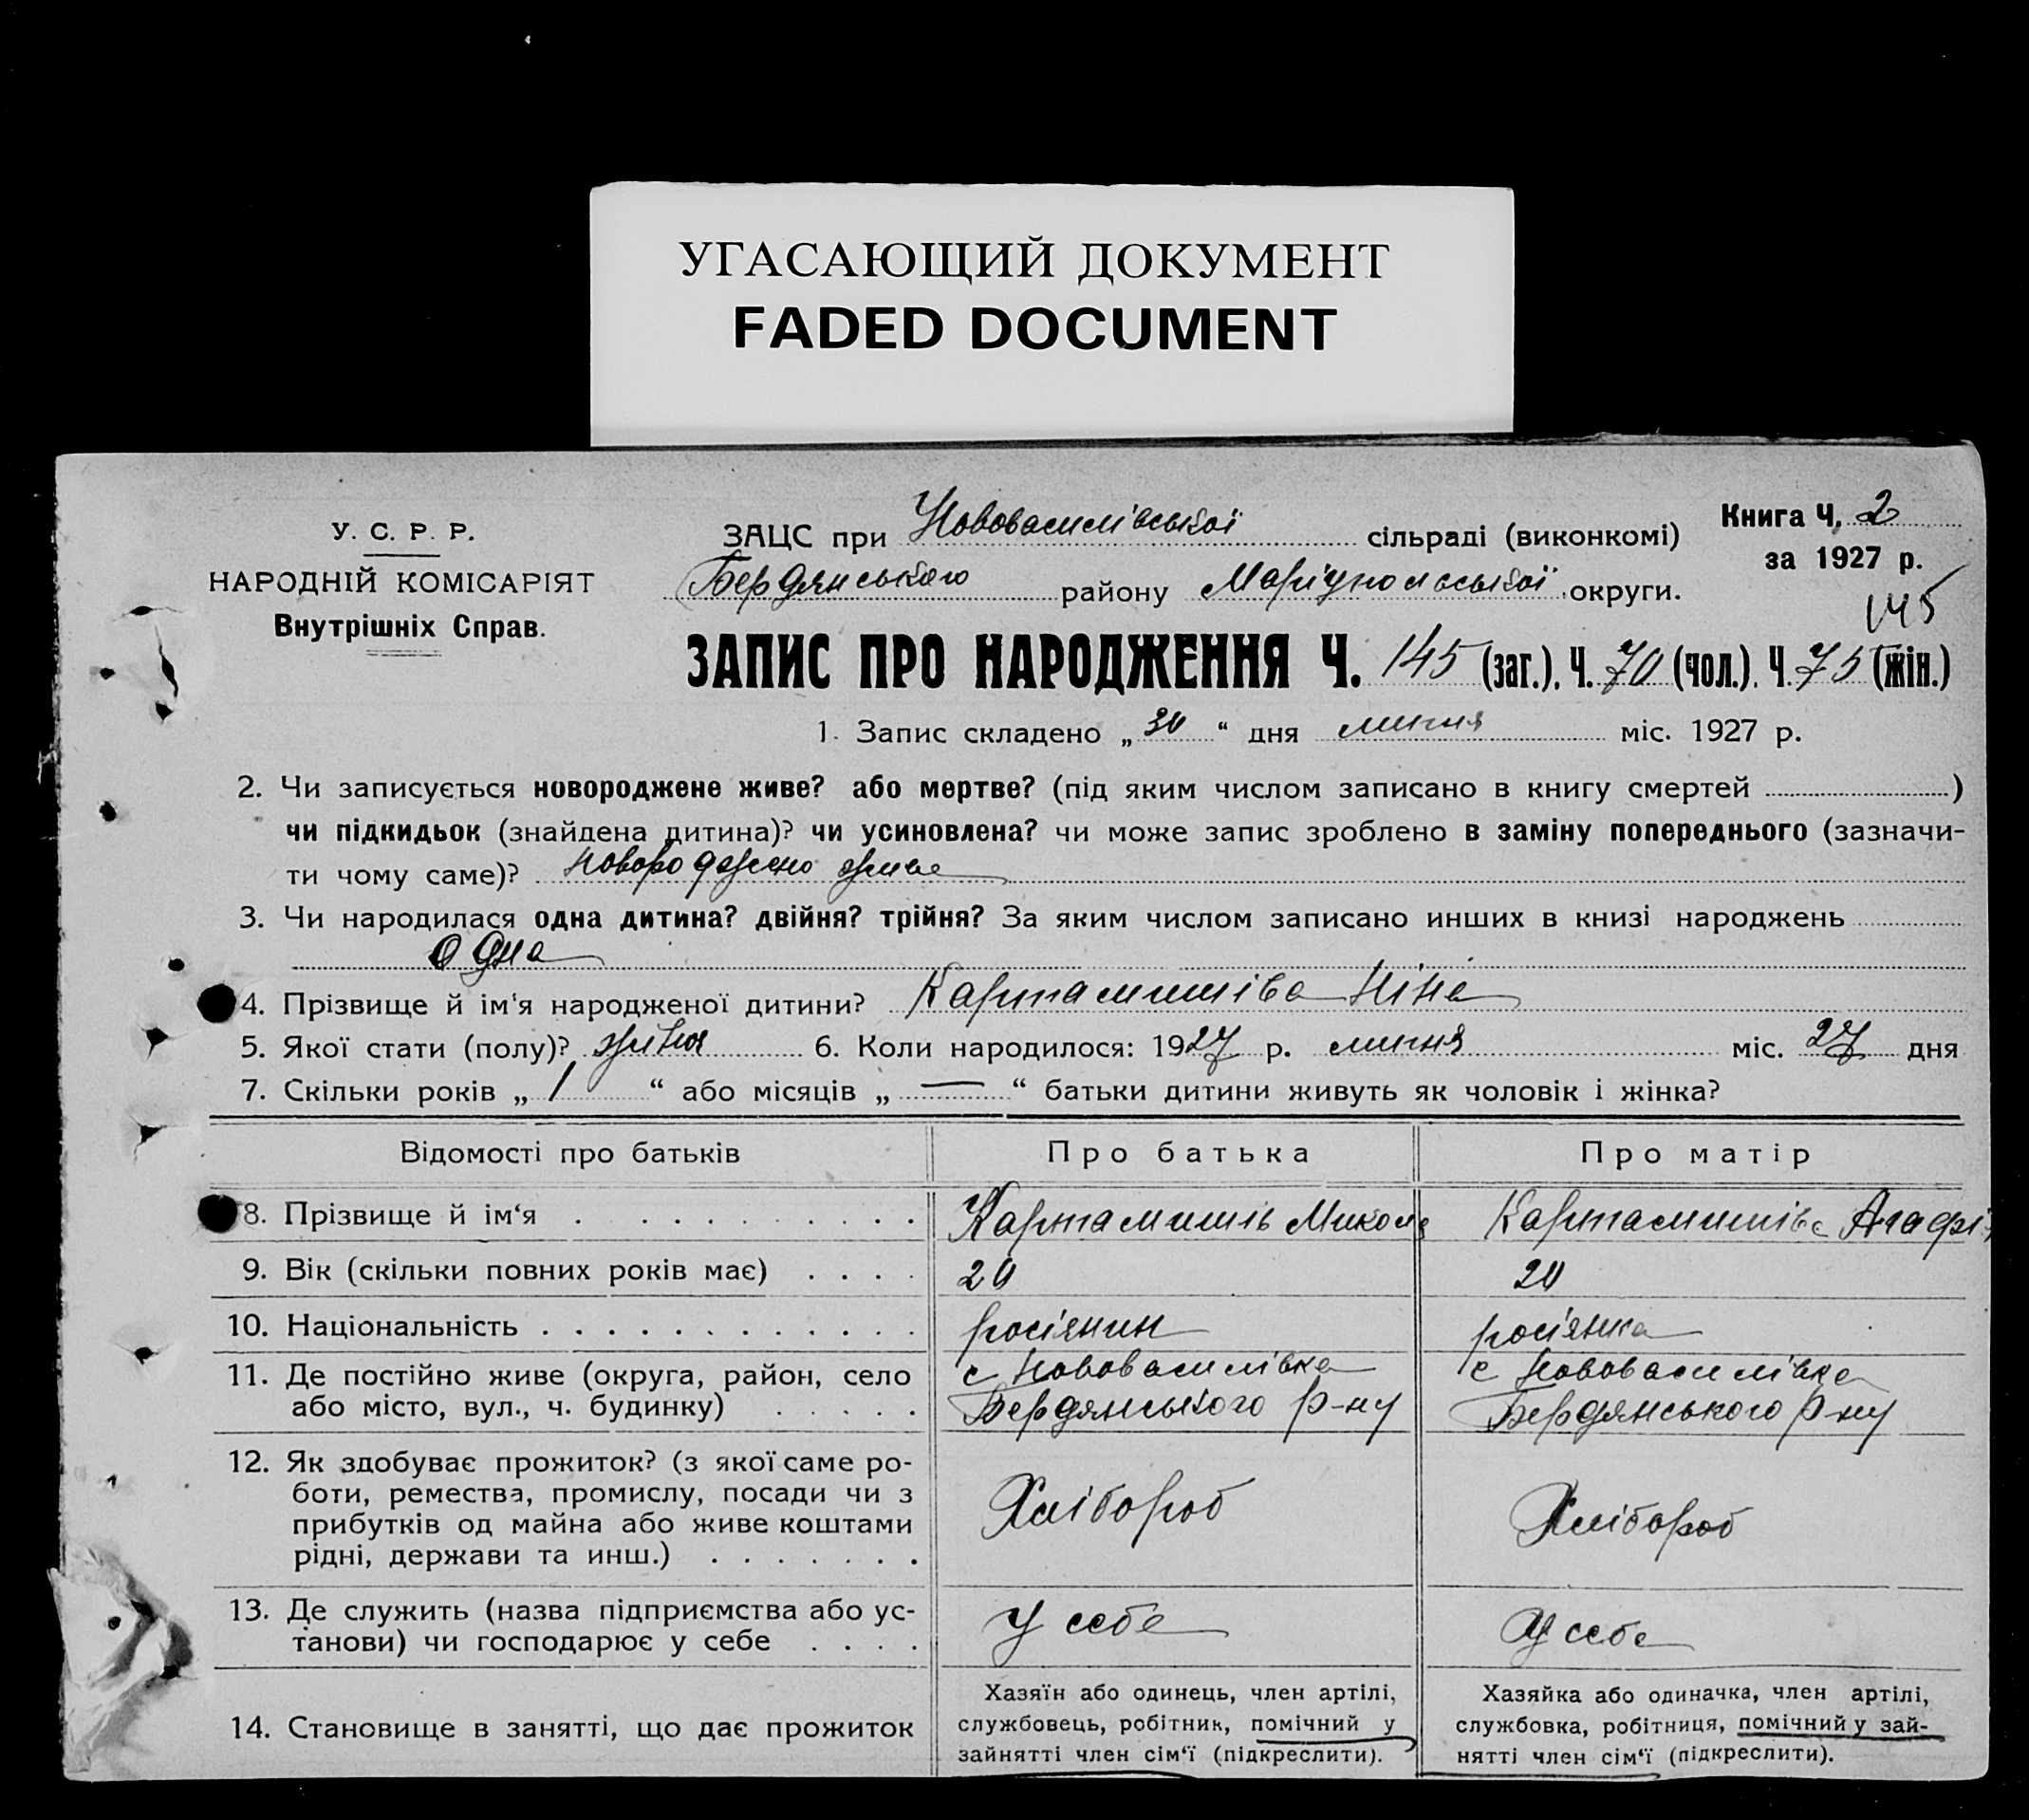 УГАСАЮЩИЙ ДОКУМЕНТ
FADED DOCUMENT
У. С. Р. Р.
НАРОДНІЙ КОМІСАРІЯТ
Внутрішніх Справ.
ЗАЦС при Нововасилівської сільраді (виконкомі)
Бердянського району Маріупольської округи.
Книга Ч. 2
за 1927 р.
145
ЗАПИС ПРО НАРОДЖЕННЯ Ч. 145 (заг.). Ч. 70 (чол.). Ч. 75 (жін.)
1. Запис складено „ 30 “ дня липня міс. 1927 р.
2. Чи записується новороджене живе? або мертве? (під яким числом записано в книгу смертей )
чи підкидьок (знайдена дитина)? чи усиновлена? чи може запис зроблено в заміну попереднього (зазначи-
ти чому саме)? новороджено живе
3. Чи народилася одна дитина? двійня? трійня? За яким числом записано инших в книзі народжень
одна
4. Прізвище й ім'я народженої дитини? Картамишіва Ніна
5. Якої стати (полу)? жіноч 6. Коли народилося: 1927 р. липня міс. 27 дня
7. Скільки років „ 1 “ або місяців „ — “ батьки дитини живуть як чоловік і жінка?
Відомості про батьків Про батька Про матір
8. Прізвище й ім‘я Картамишів Микола Картамишіва Агафі
9. Вік (скільки повних років має) 20 20
10. Національність росіянин росіянка
11. Де постійно живе (округа, район, село с Нововасилівка с Нововасилівка
або місто, вул., ч. будинку) Бердянського р-ну Бердянського р-ну
12. Як здобуває прожиток? (з якої саме ро-
боти, ремества, промислу, посади чи з Хлібороб Хлібороб
прибутків од майна або живе коштами
рідні, держави та инш.)
13. Де служить (назва підприємства або ус- У себе У себе
танови) чи господарює у себе
14. Становище в занятті, що дає прожиток
Хазяїн або одинець, член артілі,
службовець, робітник, помічний у
зайнятті член сім‘ї (підкреслити).
Хазяйка або одиначка, член артілі,
службовка, робітниця, помічний у зай-
нятті член сім‘ї (підкреслити).